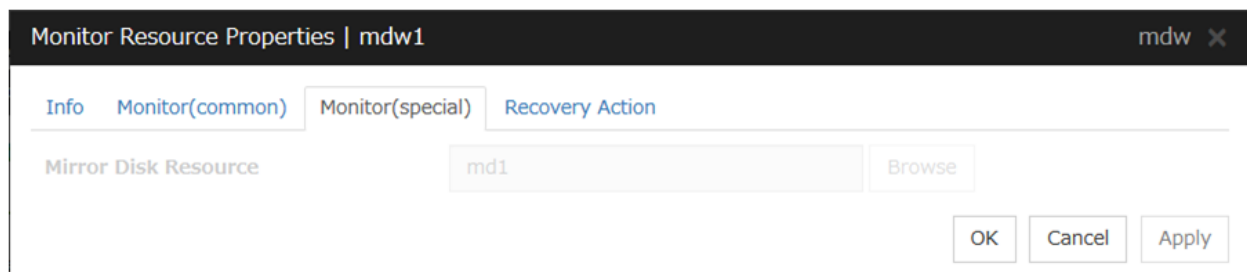 Monitor Resource Properties | mdw1 mdw ×
Info Monitor(common) Monitor(special) Recovery Action
Mirror Disk Resource md1 Browse
OK Cancel Apply